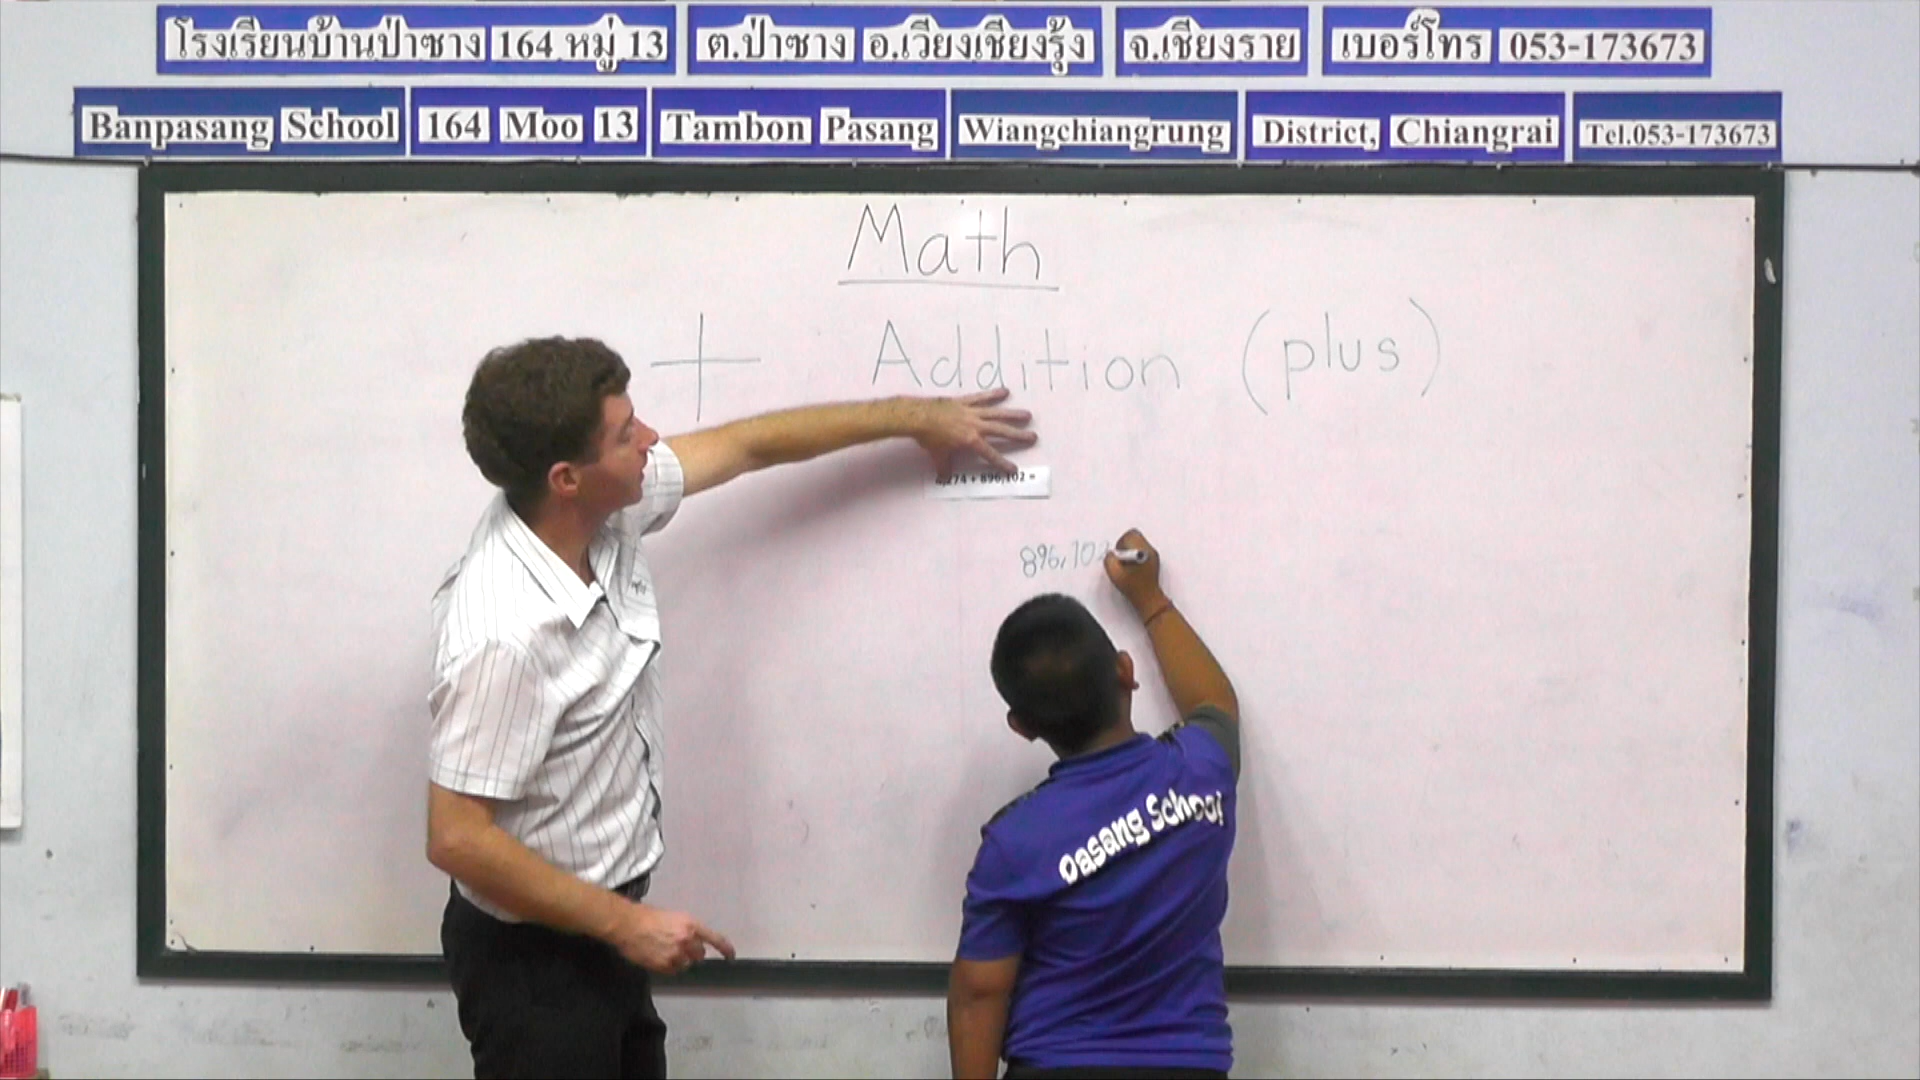 โรงเรียนบ้านป่าซาง 164 หมู่ 13 ต.ป่าซาง อ.เวียงเชียงรุ้ง จ.เชียงราย เบอร์โทร 053-173673
Banpasang School 164 Moo 13 Tambon Pasang Wiangchiangrung District, Chiangrai Tel.053-173673
Math
+ Addition (plus)
4,274 + 896,102 =
896,102
Pasang School